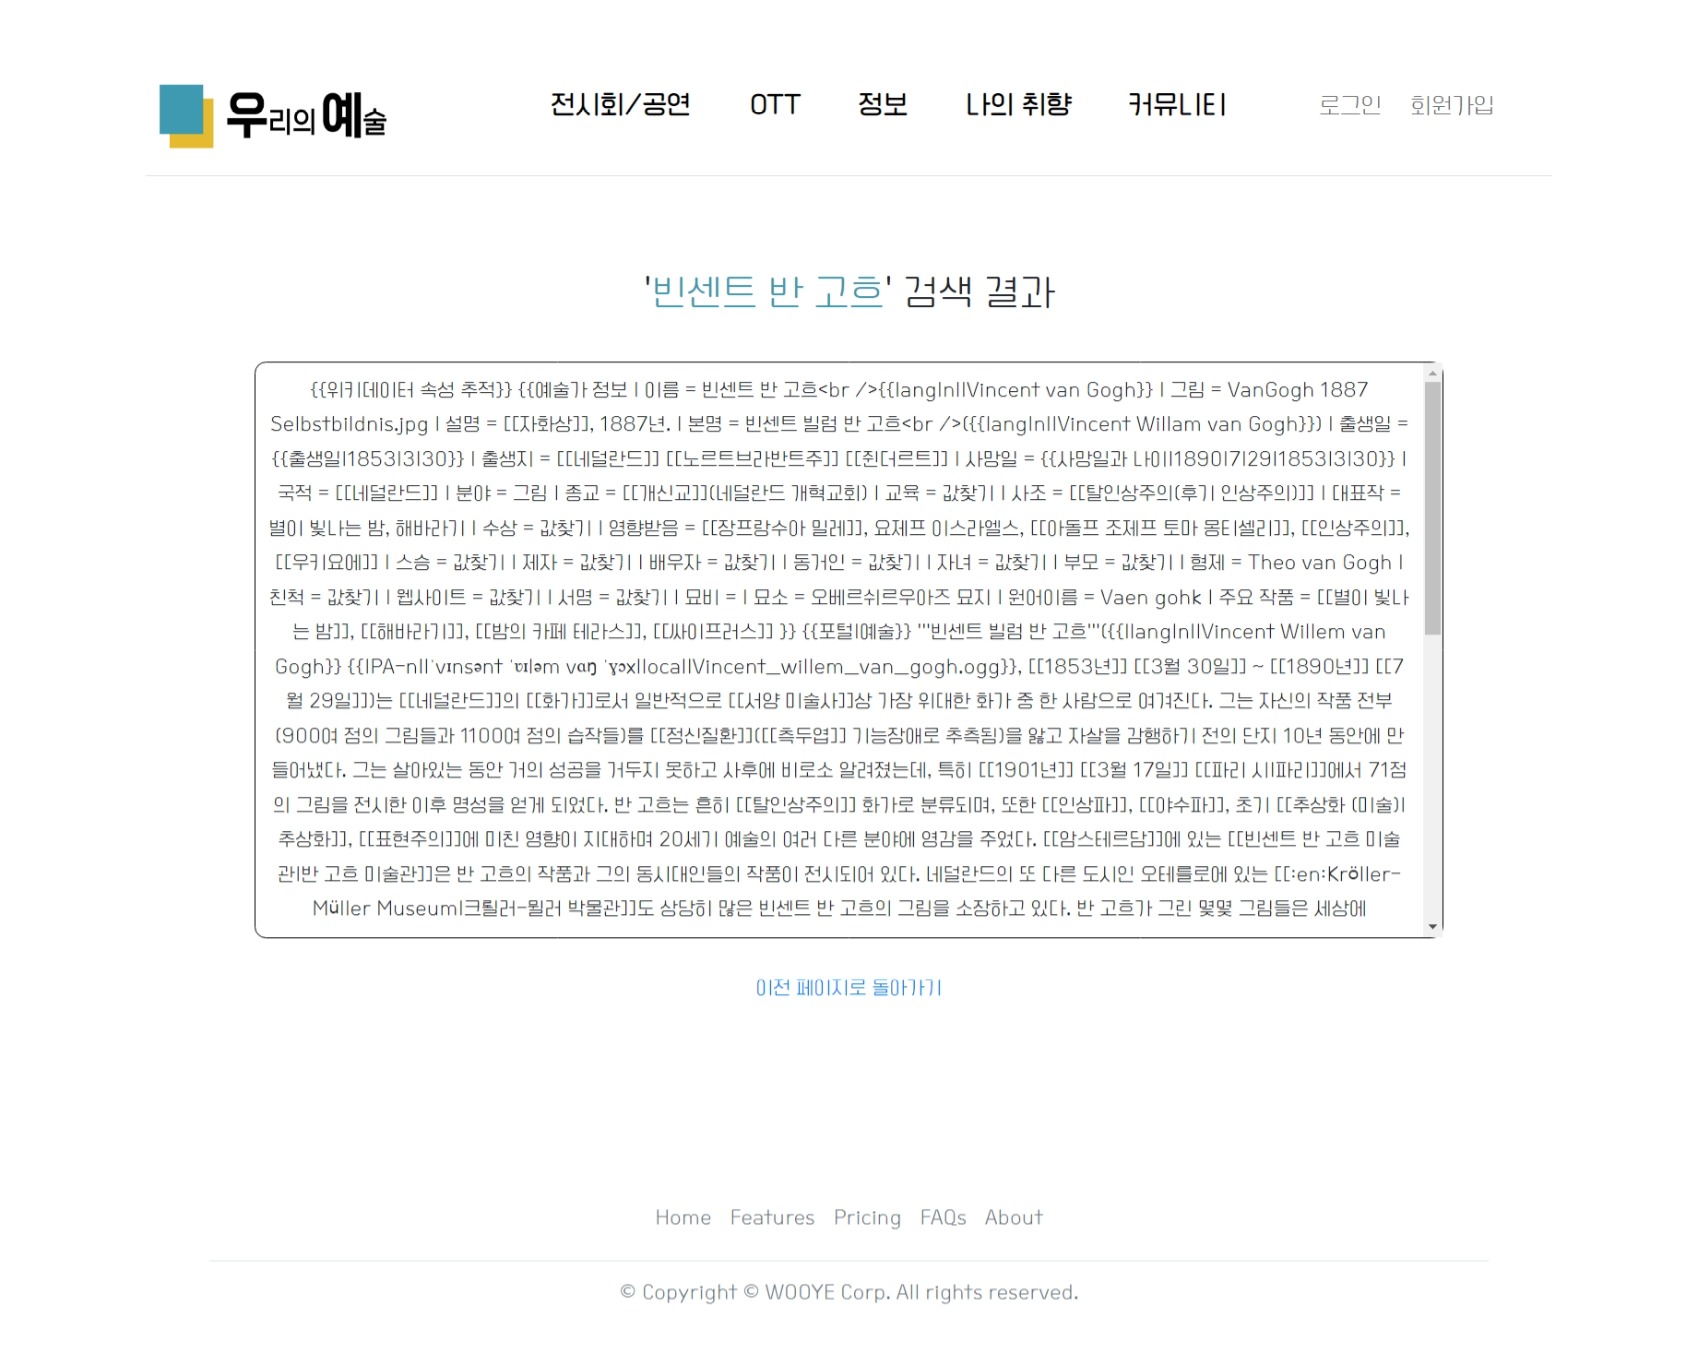 우리의 예술
전시회/공연 OTT 정보 나의 취향 커뮤니티 로그인 회원가입
'빈센트 반 고흐' 검색 결과
{{위키데이터 속성 추적}} {{예술가 정보 | 이름 = 빈센트 반 고흐<br />{{lang|nl|Vincent van Gogh}} | 그림 = VanGogh 1887
Selbstbildnis.jpg | 설명 = [[자화상]], 1887년. | 본명 = 빈센트 빌럼 반 고흐<br />({{lang|nl|Vincent Willam van Gogh}}) | 출생일 =
{{출생일|1853|3|30}} | 출생지 = [[네덜란드]] [[노르트브라반트주]] [[쥔더르트]] | 사망일 = {{사망일과 나이|1890|7|29|1853|3|30}} |
국적 = [[네덜란드]] | 분야 = 그림 | 종교 = [[개신교]](네덜란드 개혁교회) | 교육 = 값찾기 | 사조 = [[탈인상주의(후기 인상주의)]] | 대표작 =
별이 빛나는 밤, 해바라기 | 수상 = 값찾기 | 영향받음 = [[장프랑수아 밀레]], 요제프 이스라엘스, [[아돌프 조제프 토마 몽티셀리]], [[인상주의]],
[[우키요에]] | 스승 = 값찾기 | 제자 = 값찾기 | 배우자 = 값찾기 | 동거인 = 값찾기 | 자녀 = 값찾기 | 부모 = 값찾기 | 형제 = Theo van Gogh |
친척 = 값찾기 | 웹사이트 = 값찾기 | 서명 = 값찾기 | 묘비 = | 묘소 = 오베르쉬르우아즈 묘지 | 원어이름 = Vaen gohk | 주요 작품 = [[별이 빛나
는 밤]], [[해바라기]], [[밤의 카페 테라스]], [[싸이프러스]] }} {{포털|예술}} '''빈센트 빌럼 반 고흐'''({{llang|nl|Vincent Willem van
Gogh}} {{IPA-nl|ˈvɪnsənt ˈʋɪləm vɑŋ ˈɣɔx|local|Vincent_willem_van_gogh.ogg}}, [[1853년]] [[3월 30일]] ~ [[1890년]] [[7
월 29일]])는 [[네덜란드]]의 [[화가]]로서 일반적으로 [[서양 미술사]]상 가장 위대한 화가 중 한 사람으로 여겨진다. 그는 자신의 작품 전부
(900여 점의 그림들과 1100여 점의 습작들)를 [[정신질환]]([[측두엽]] 기능장애로 추측됨)을 앓고 자살을 감행하기 전의 단지 10년 동안에 만
들어냈다. 그는 살아있는 동안 거의 성공을 거두지 못하고 사후에 비로소 알려졌는데, 특히 [[1901년]] [[3월 17일]] [[파리 시|파리]]에서 71점
의 그림을 전시한 이후 명성을 얻게 되었다. 반 고흐는 흔히 [[탈인상주의]] 화가로 분류되며, 또한 [[인상파]], [[야수파]], 초기 [[추상화 (미술)|
추상화]], [[표현주의]]에 미친 영향이 지대하며 20세기 예술의 여러 다른 분야에 영감을 주었다. [[암스테르담]]에 있는 [[빈센트 반 고흐 미술
관|반 고흐 미술관]]은 반 고흐의 작품과 그의 동시대인들의 작품이 전시되어 있다. 네덜란드의 또 다른 도시인 오테를로에 있는 [[:en:Kröller-
Müller Museum|크뢸러-뮐러 박물관]]도 상당히 많은 빈센트 반 고흐의 그림을 소장하고 있다. 반 고흐가 그린 몇몇 그림들은 세상에
이전 페이지로 돌아가기
Home Features Pricing FAQs About
© Copyright © WOOYE Corp. All rights reserved.